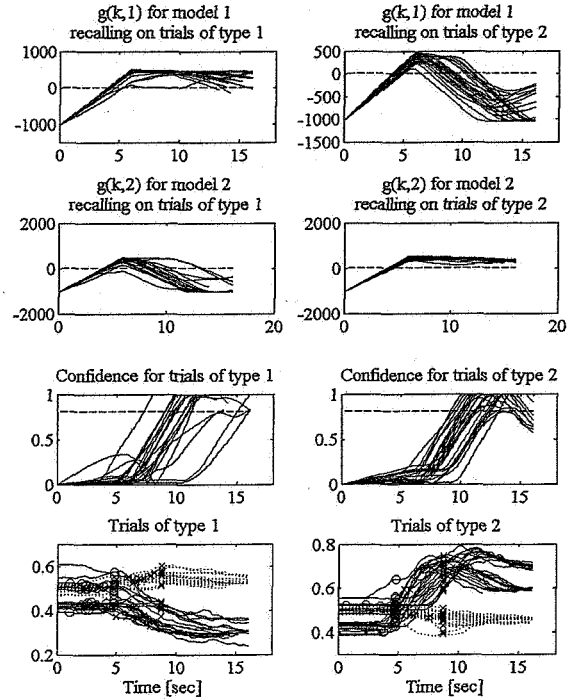 g(k,1) for model 1
recalling on trials of type 1
g(k,1) for model 1
recalling on trials of type 2
1000
0
-1000
0 5 10 15
500
0
-500
-1000
-1500
0 5 10 15
g(k,2) for model 2
recalling on trials of type 1
g(k,2) for model 2
recalling on trials of type 2
2000
0
-2000
0 5 10 15 20
2000
0
-2000
0 10 20
Confidence for trials of type 1
Confidence for trials of type 2
1
0.5
0
0 5 10 15
1
0.5
0
0 5 10 15
Trials of type 1
Trials of type 2
0.6
0.4
0.2
0 5 10 15
0.8
0.6
0.4
0 5 10 15
Time [sec]
Time [sec]